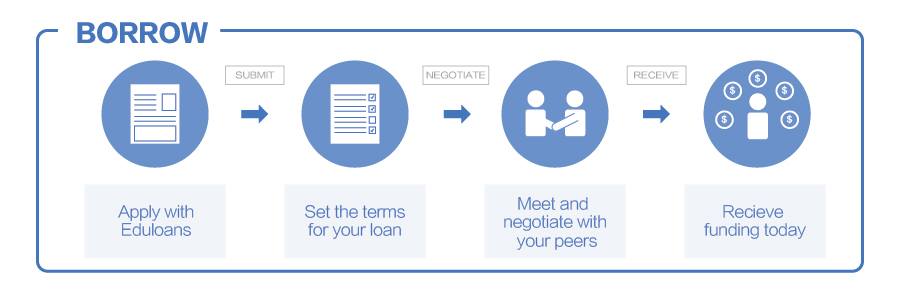 BORROW
SUBMIT
NEGOTIATE
RECEIVE
$
$
$
$
$
Apply with
Eduloans
Set the terms
for your loan
Meet and
negotiate with
your peers
Recieve
funding today